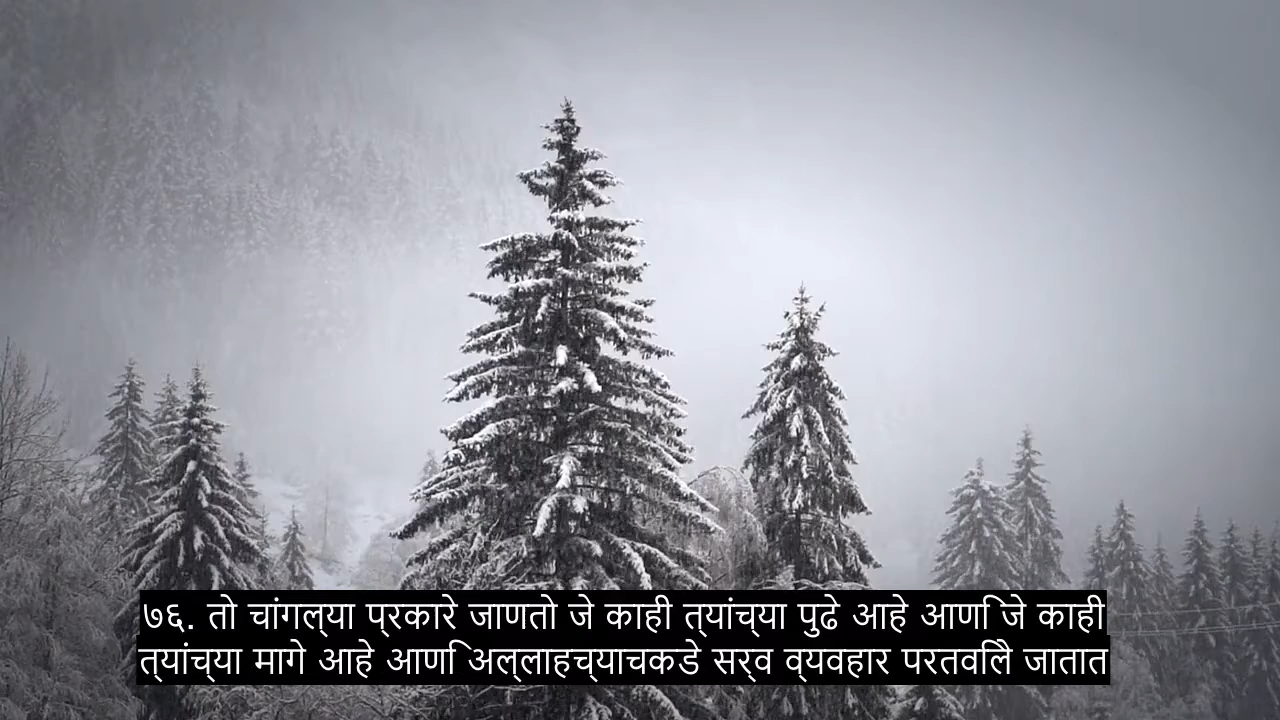 ७६. तो चांगल्या प्रकारे जाणतो जे काही त्यांच्या पुढे आहे आणि जे काही
त्यांच्या मागे आहे आणि अल्लाहच्याचकडे सर्व व्यवहार परतविले जातात